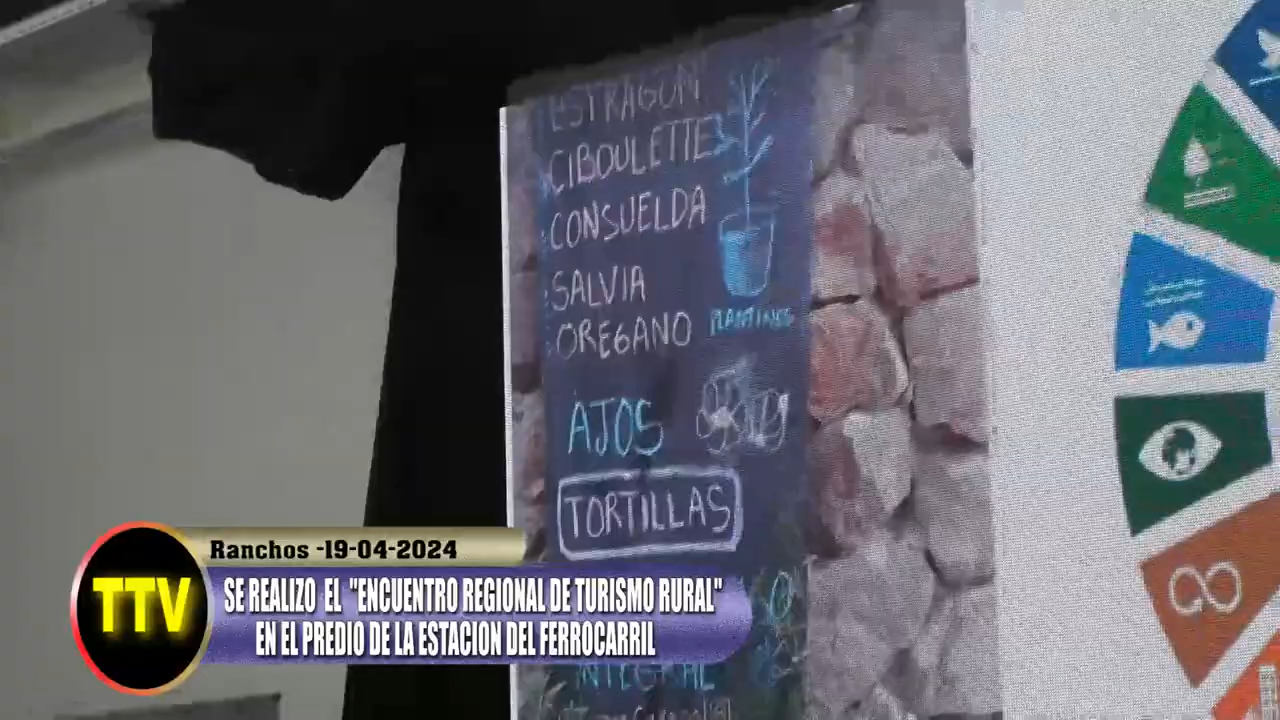 ESTRAGON
CIBOULETTE
CONSUELDA
SALVIA
OREGANO
PLANTINES
AJOS
TORTILLAS
Ranchos -19-04-2024
TTV
SE REALIZO EL "ENCUENTRO REGIONAL DE TURISMO RURAL"
EN EL PREDIO DE LA ESTACION DEL FERROCARRIL
INTEGRAL